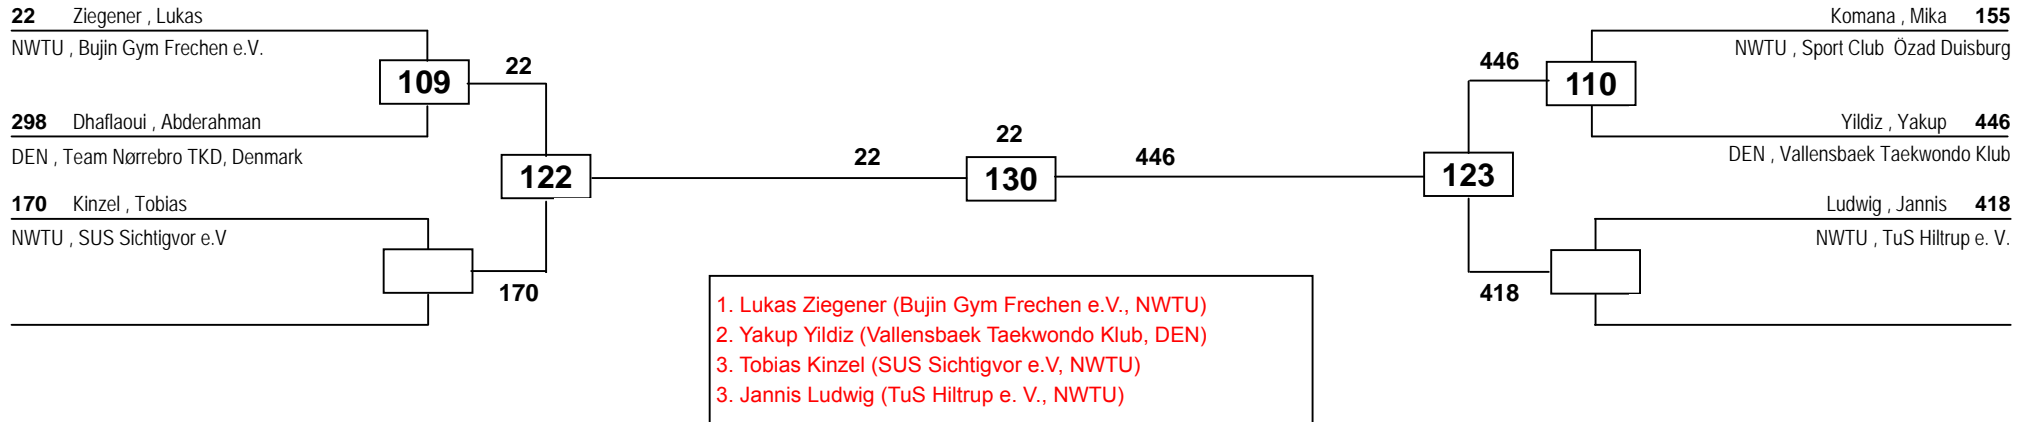 22 Ziegener , Lukas
NWTU , Bujin Gym Frechen e.V.
109
22
298 Dhaflaoui , Abderahman
DEN , Team Nørrebro TKD, Denmark
122
170 Kinzel , Tobias
NWTU , SUS Sichtigvor e.V
170
22
22
130
446
Komana , Mika 155
NWTU , Sport Club Özad Duisburg
446
110
Yildiz , Yakup 446
DEN , Vallensbaek Taekwondo Klub
123
Ludwig , Jannis 418
NWTU , TuS Hiltrup e. V.
418
1. Lukas Ziegener (Bujin Gym Frechen e.V., NWTU)
2. Yakup Yildiz (Vallensbaek Taekwondo Klub, DEN)
3. Tobias Kinzel (SUS Sichtigvor e.V, NWTU)
3. Jannis Ludwig (TuS Hiltrup e. V., NWTU)